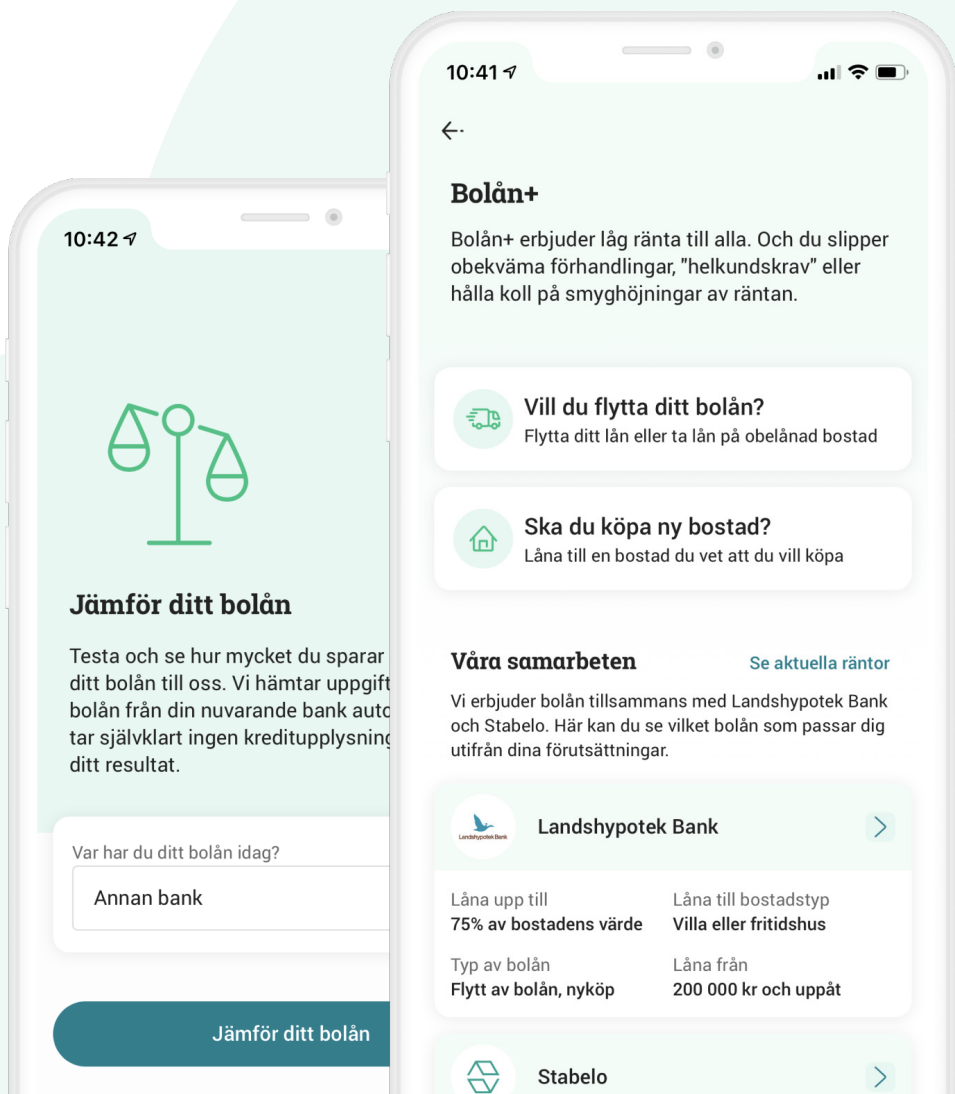 10:42
Jämför ditt bolån
Testa och se hur mycket du sparar
ditt bolån till oss. Vi hämtar
bolån från din nuvarande bank
tar självklart ingen
ditt resultat.
Var har du ditt bolån idag?
Annan bank
Jämför ditt bolån
10:41
Bolån+
Bolån+ erbjuder låg ränta till alla. Och du slipper
obekväma förhandlingar, "helkundskrav" eller
hålla koll på smyghöjningar av räntan.
Vill du flytta ditt bolån?
Flytta ditt lån eller ta lån på obelånad bostad
Ska du köpa ny bostad?
Låna till en bostad du vet att du vill köpa
Våra samarbeten
Se aktuella räntor
Vi erbjuder bolån tillsammans med Landshypotek Bank
och Stabelo. Här kan du se vilket bolån som passar dig
utifrån dina förutsättningar.
Landshypotek Bank
Landshypotek Bank
Låna upp till
75% av bostadens värde
Låna till bostadstyp
Villa eller fritidshus
Typ av bolån
Flytt av bolån, nyköp
Låna från
200 000 kr och uppåt
Stabelo